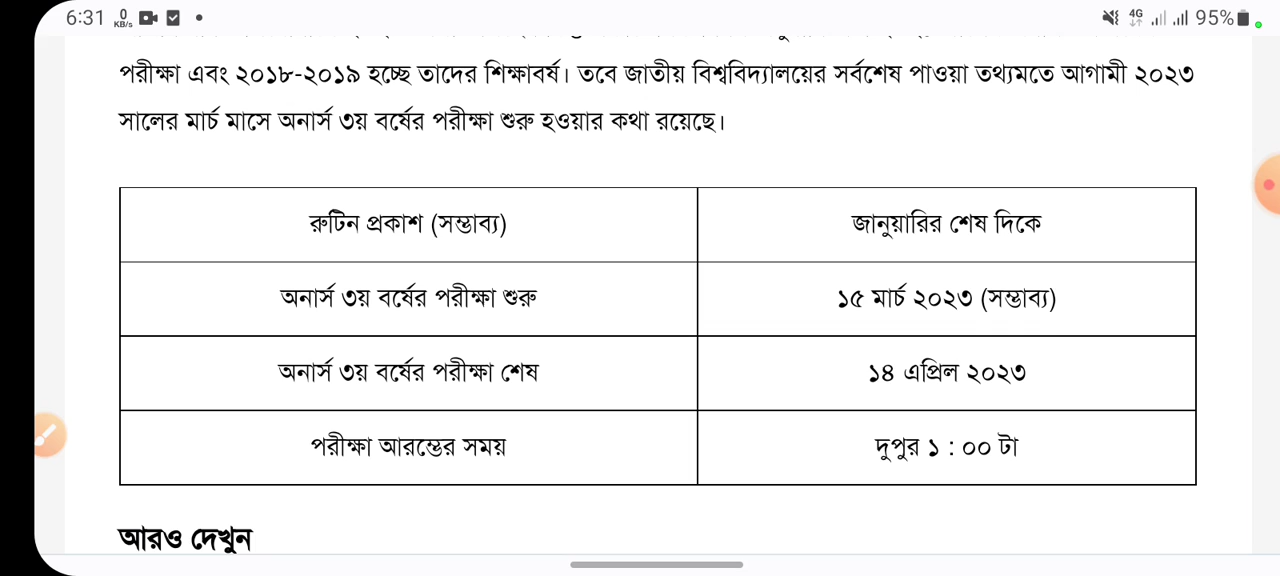 6:31 0 KB/s 4G 95%
পরীক্ষা এবং ২০১৮-২০১৯ হচ্ছে তাদের শিক্ষাবর্ষ। তবে জাতীয় বিশ্ববিদ্যালয়ের সর্বশেষ পাওয়া তথ্যমতে আগামী ২০২৩
সালের মার্চ মাসে অনার্স ৩য় বর্ষের পরীক্ষা শুরু হওয়ার কথা রয়েছে।
রুটিন প্রকাশ (সম্ভাব্য) জানুয়ারির শেষ দিকে
অনার্স ৩য় বর্ষের পরীক্ষা শুরু ১৫ মার্চ ২০২৩ (সম্ভাব্য)
অনার্স ৩য় বর্ষের পরীক্ষা শেষ ১৪ এপ্রিল ২০২৩
পরীক্ষা আরম্ভের সময় দুপুর ১ : ০০ টা
আরও দেখুন